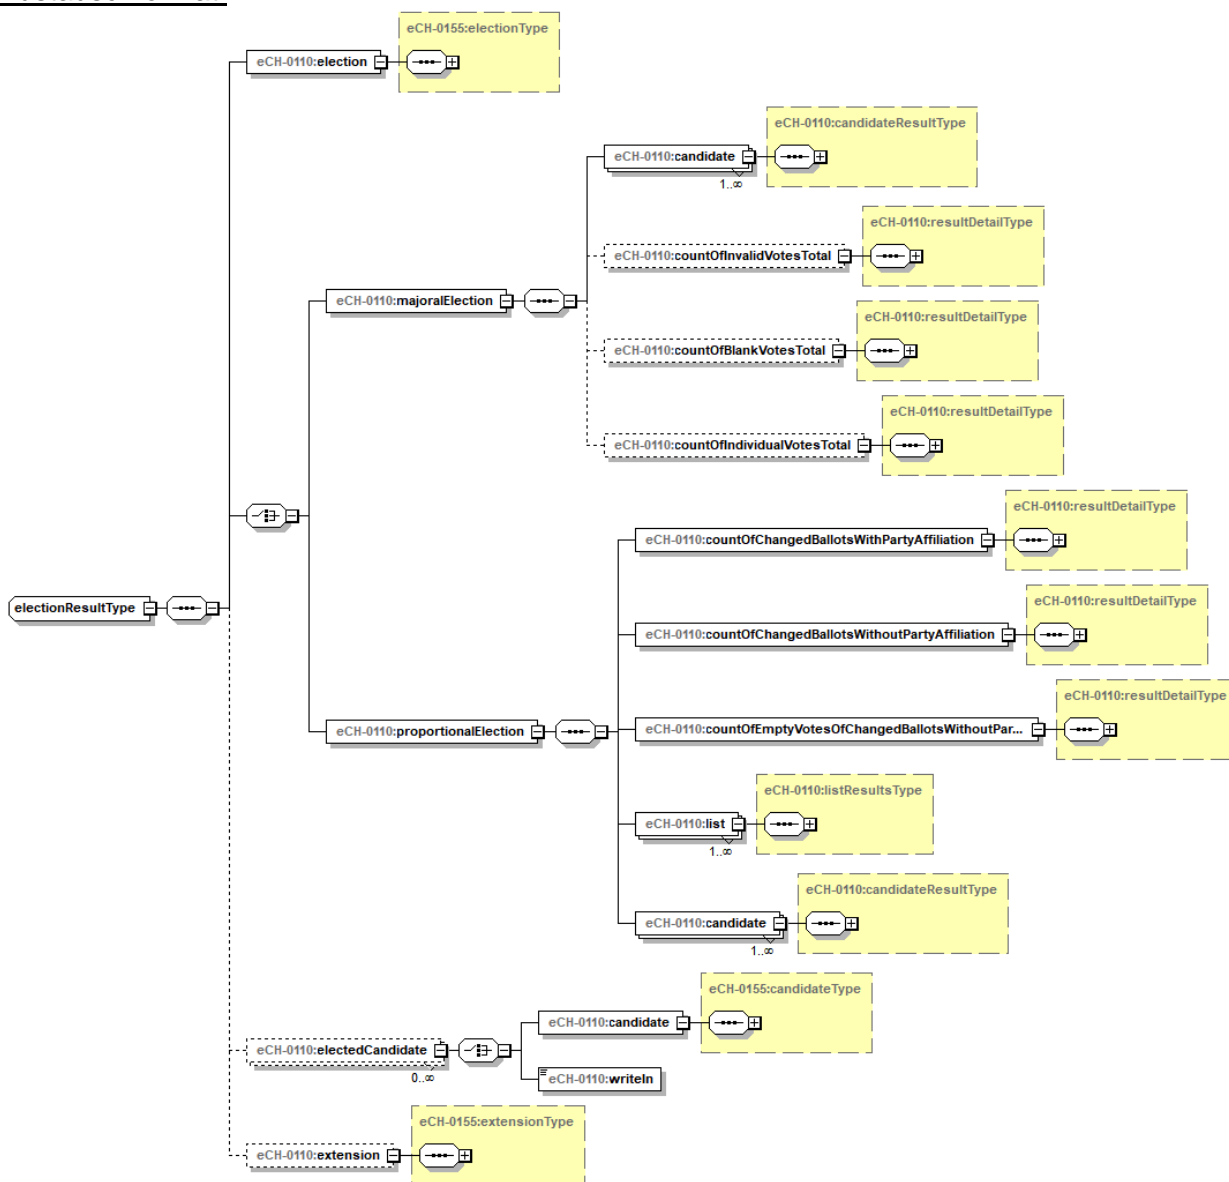 eCH-0155:electionType
eCH-0110:election
eCH-0110:candidateResultType
eCH-0110:candidate
1..∞
eCH-0110:resultDetailType
eCH-0110:countOfInvalidVotesTotal
eCH-0110:resultDetailType
eCH-0110:majoralElection
eCH-0110:countOfBlankVotesTotal
eCH-0110:resultDetailType
eCH-0110:countOfIndividualVotesTotal
eCH-0110:resultDetailType
eCH-0110:countOfChangedBallotsWithPartyAffiliation
eCH-0110:resultDetailType
electionResultType
eCH-0110:countOfChangedBallotsWithoutPartyAffiliation
eCH-0110:resultDetailType
eCH-0110:proportionalElection
eCH-0110:countOfEmptyVotesOfChangedBallotsWithoutPar...
eCH-0110:listResultsType
eCH-0110:list
1..∞
eCH-0110:candidateResultType
eCH-0110:candidate
1..∞
eCH-0155:candidateType
eCH-0110:candidate
eCH-0110:electedCandidate
0..∞
eCH-0110:writeIn
eCH-0155:extensionType
eCH-0110:extension